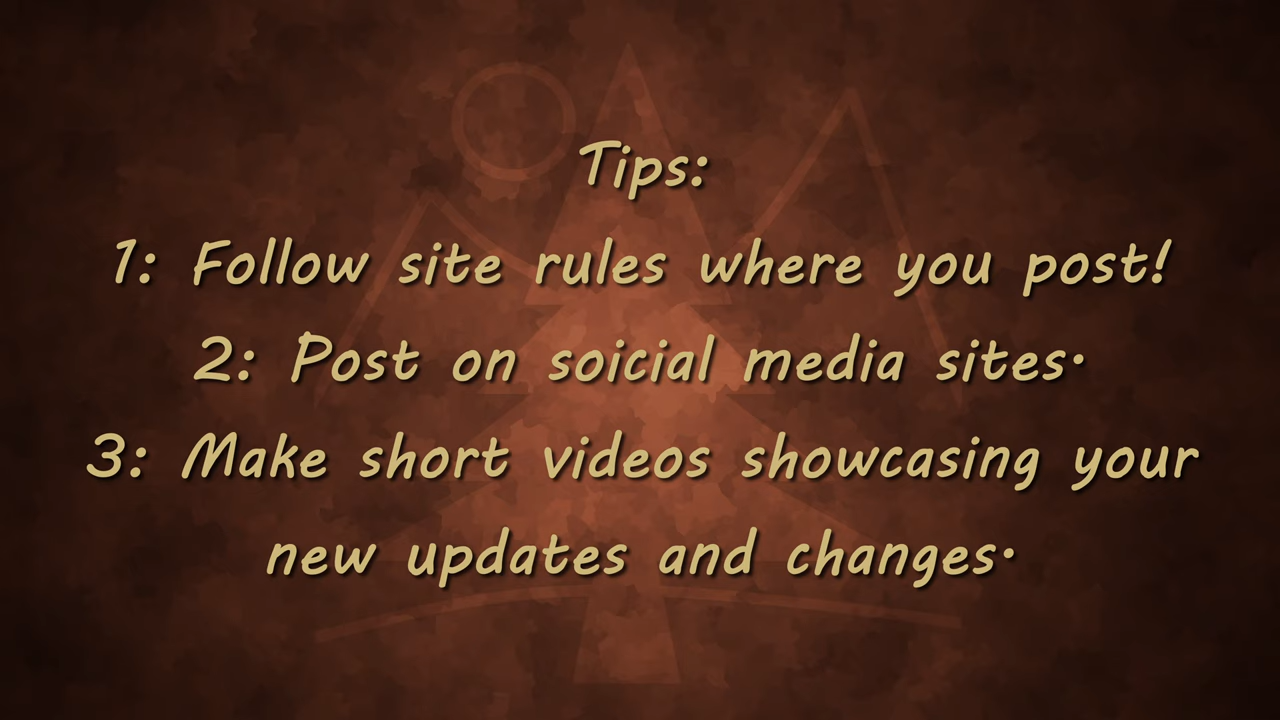 Tips:
1: Follow site rules where you post!
2: Post on soicial media sites.
3: Make short videos showcasing your
new updates and changes.